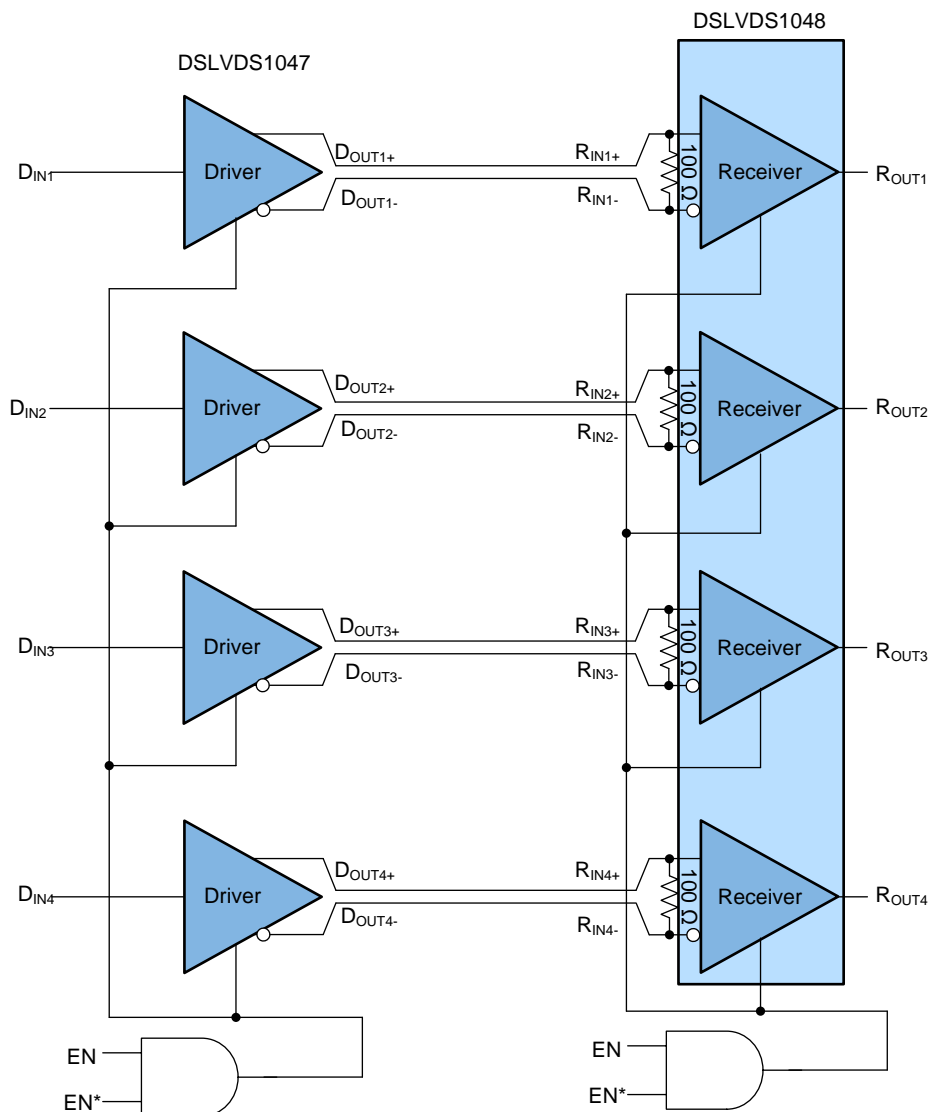 DSLVDS1048
DSLVDS1047
DIN1
Driver
DOUT1+
DOUT1-
RIN1+
RIN1-
100 Ω
Receiver
ROUT1
DIN2
Driver
DOUT2+
DOUT2-
RIN2+
RIN2-
100 Ω
Receiver
ROUT2
DIN3
Driver
DOUT3+
DOUT3-
RIN3+
RIN3-
100 Ω
Receiver
ROUT3
DIN4
Driver
DOUT4+
DOUT4-
RIN4+
RIN4-
100 Ω
Receiver
ROUT4
EN
EN*
EN
EN*